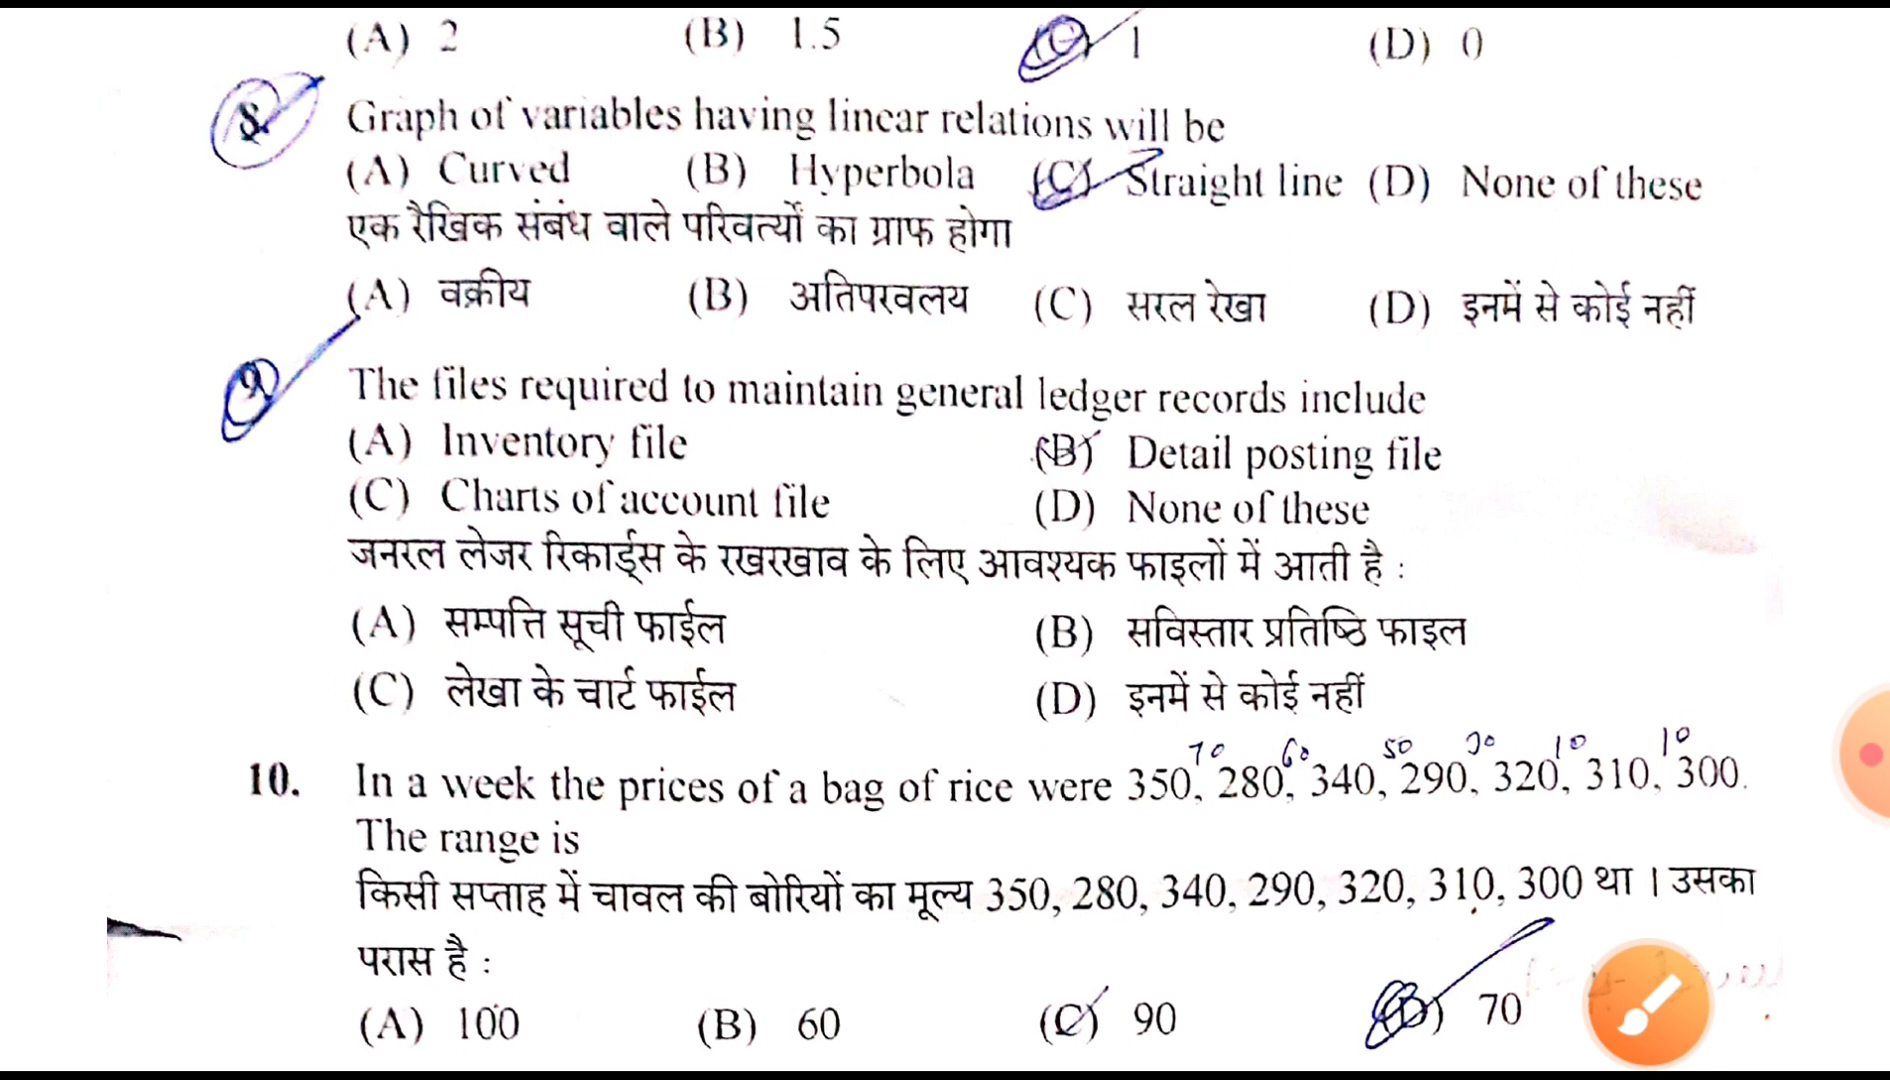 (A) 2 (B) 1.5 (C) 1 (D) 0
8. Graph of variables having linear relations will be
(A) Curved (B) Hyperbola (C) Straight line (D) None of these
एक रैखिक संबंध वाले परिवर्त्यों का ग्राफ होगा
(A) वक्रीय (B) अतिपरवलय (C) सरल रेखा (D) इनमें से कोई नहीं
9. The files required to maintain general ledger records include
(A) Inventory file (B) Detail posting file
(C) Charts of account file (D) None of these
जनरल लेजर रिकार्ड्स के रखरखाव के लिए आवश्यक फाइलों में आती है :
(A) सम्पत्ति सूची फाईल (B) सविस्तार प्रतिष्ठि फाइल
(C) लेखा के चार्ट फाईल (D) इनमें से कोई नहीं
70 60 50 30 10 10
10. In a week the prices of a bag of rice were 350, 280, 340, 290, 320, 310, 300.
The range is
किसी सप्ताह में चावल की बोरियों का मूल्य 350, 280, 340, 290, 320, 310, 300 था । उसका
परास है :
(A) 100 (B) 60 (C) 90 (D) 70